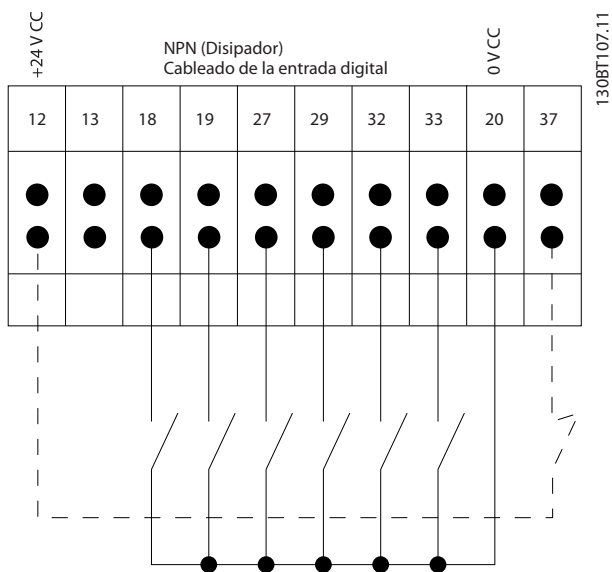 +24 V CC
NPN (Disipador)
Cableado de la entrada digital
0 V CC
130BT107.11
12 13 18 19 27 29 32 33 20 37